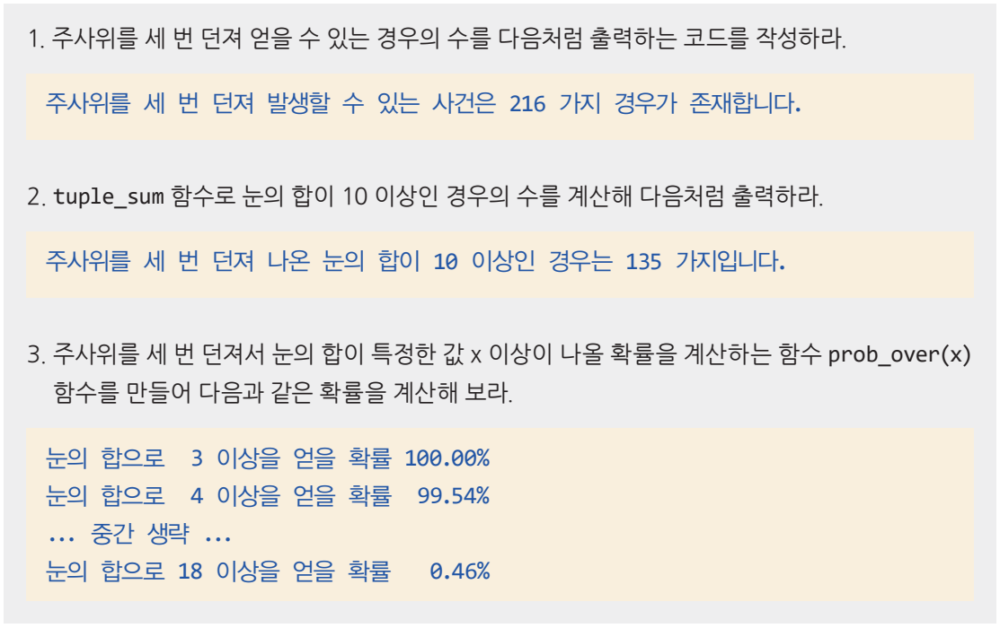 1. 주사위를 세 번 던져 얻을 수 있는 경우의 수를 다음처럼 출력하는 코드를 작성하라.
주사위를 세 번 던져 발생할 수 있는 사건은 216 가지 경우가 존재합니다.
2. tuple_sum 함수로 눈의 합이 10 이상인 경우의 수를 계산해 다음처럼 출력하라.
주사위를 세 번 던져 나온 눈의 합이 10 이상인 경우는 135 가지입니다.
3. 주사위를 세 번 던져서 눈의 합이 특정한 값 x 이상이 나올 확률을 계산하는 함수 prob_over(x)
함수를 만들어 다음과 같은 확률을 계산해 보라.
눈의 합으로  3 이상을 얻을 확률 100.00%
눈의 합으로  4 이상을 얻을 확률  99.54%
... 중간 생략 ...
눈의 합으로 18 이상을 얻을 확률   0.46%